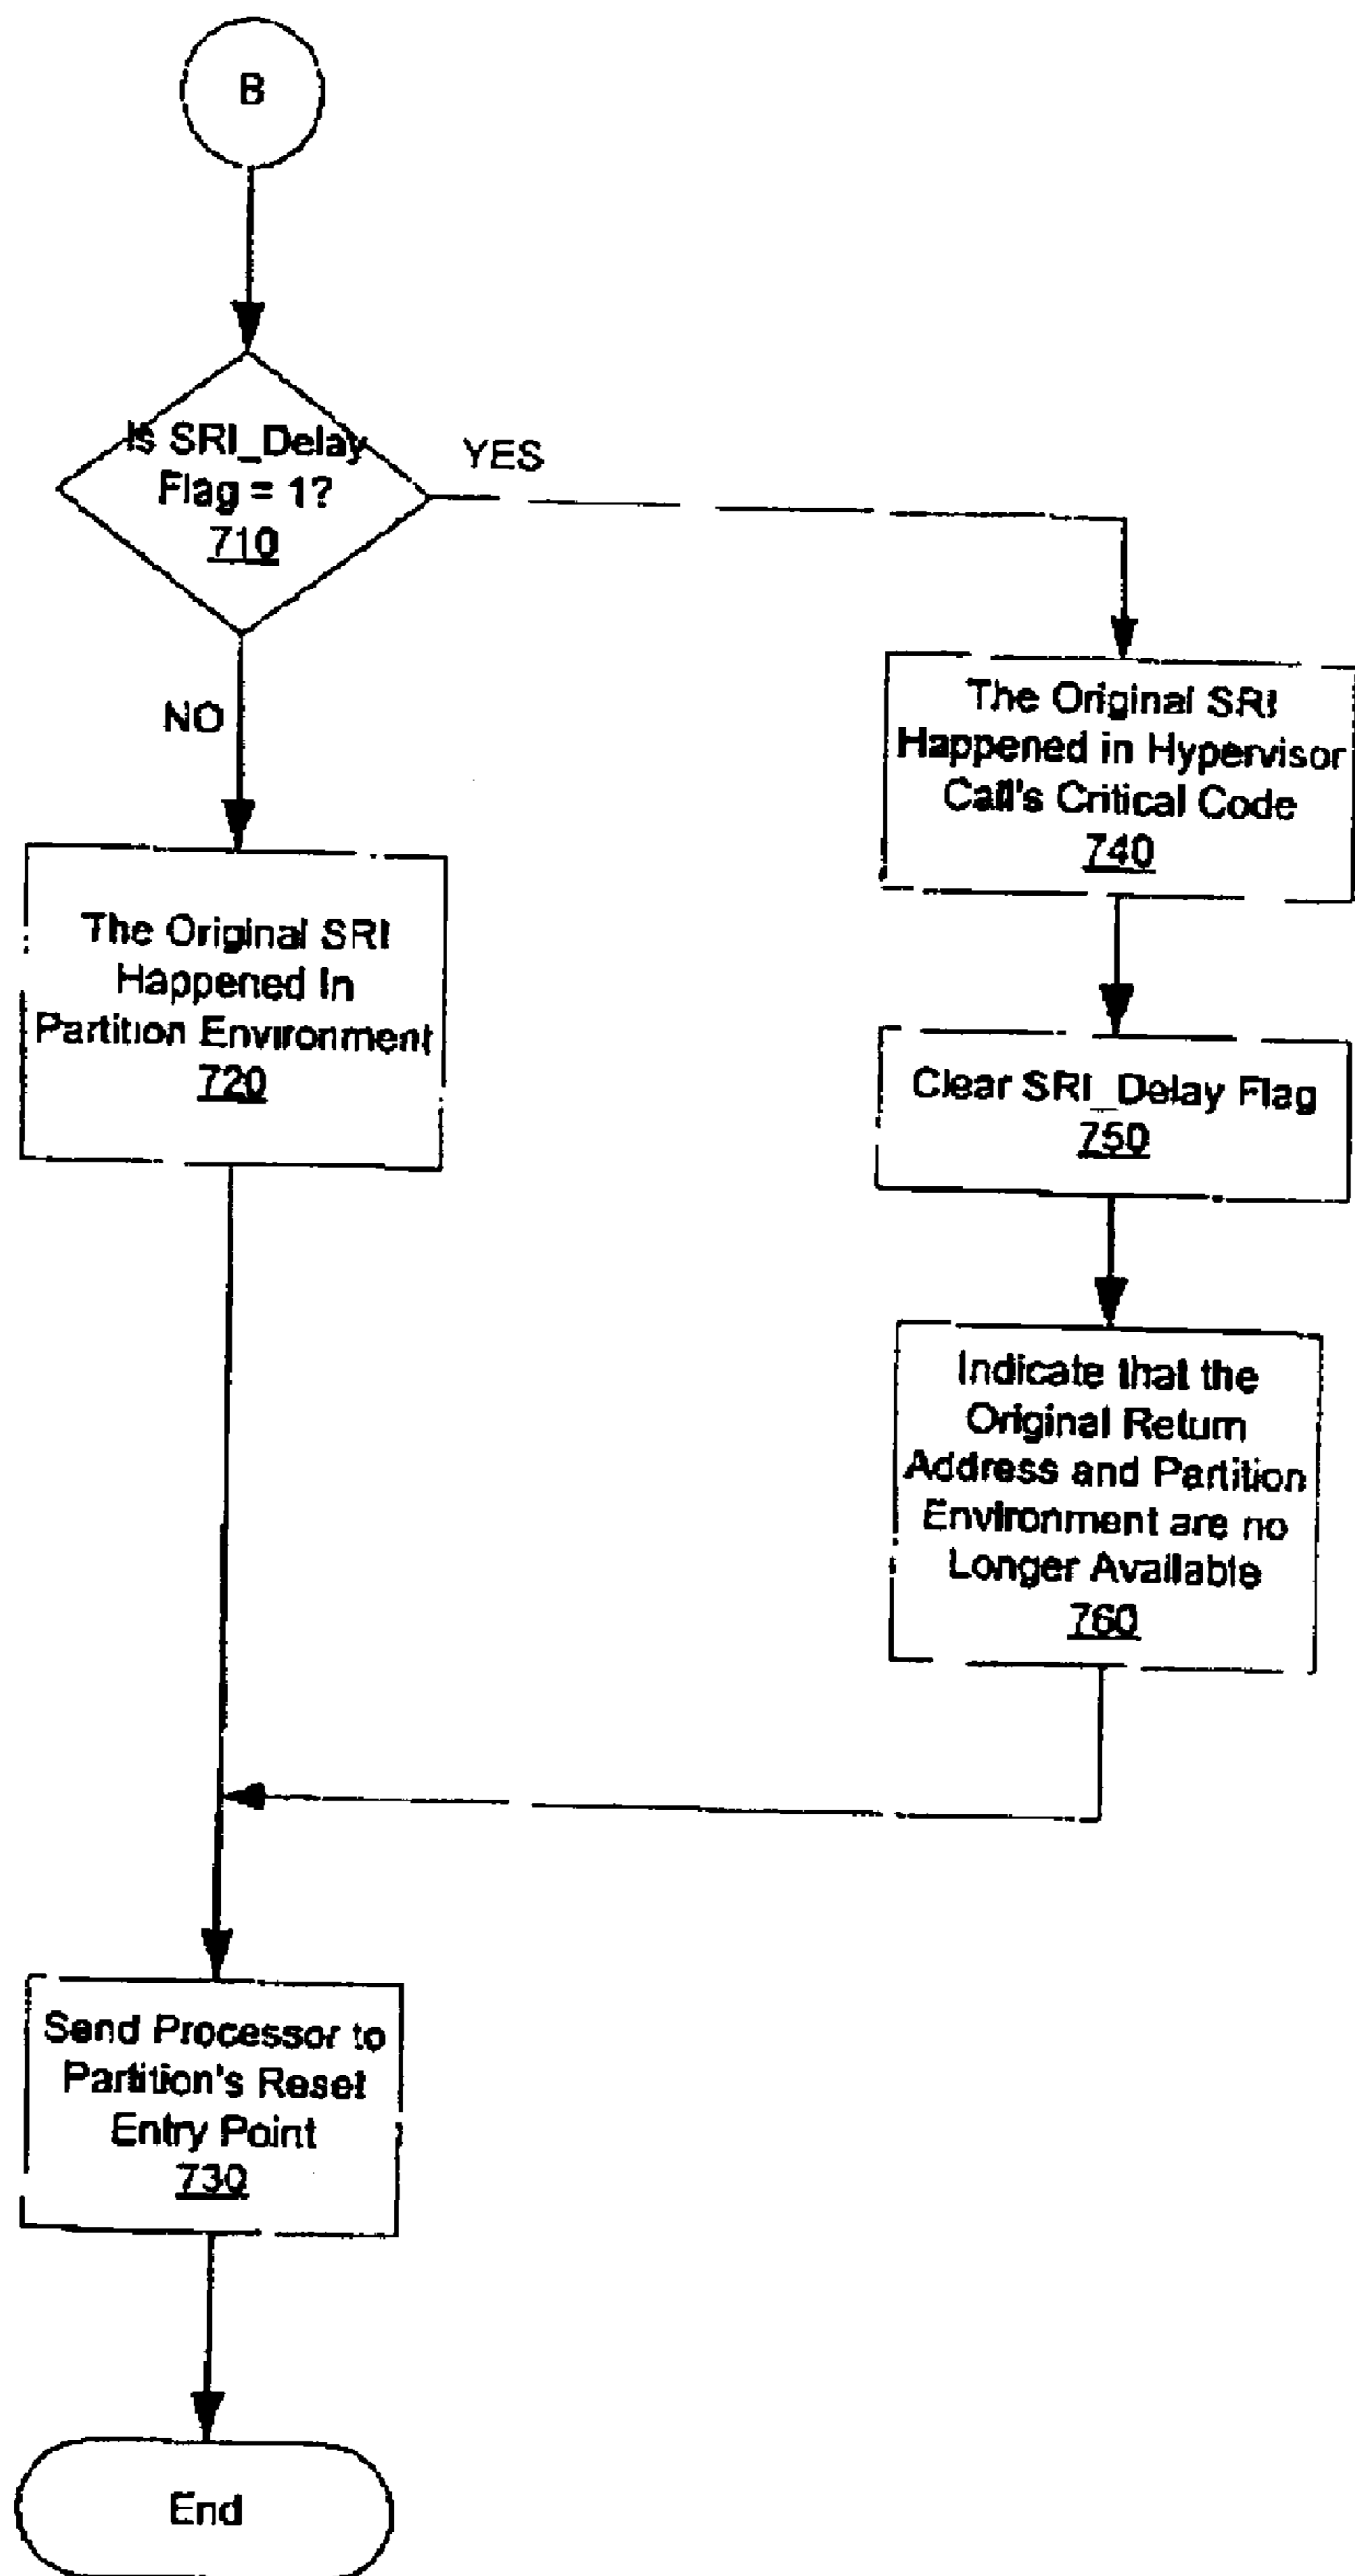 B
Is SRI_Delay
Flag = 1?
710
YES
NO
The Original SRI
Happened in Hypervisor
Call's Critical Code
740
The Original SRI
Happened In
Partition Environment
720
Clear SRI_Delay Flag
750
Indicate that the
Original Return
Address and Partition
Environment are no
Longer Available
760
Send Processor to
Partition's Reset
Entry Point
730
End